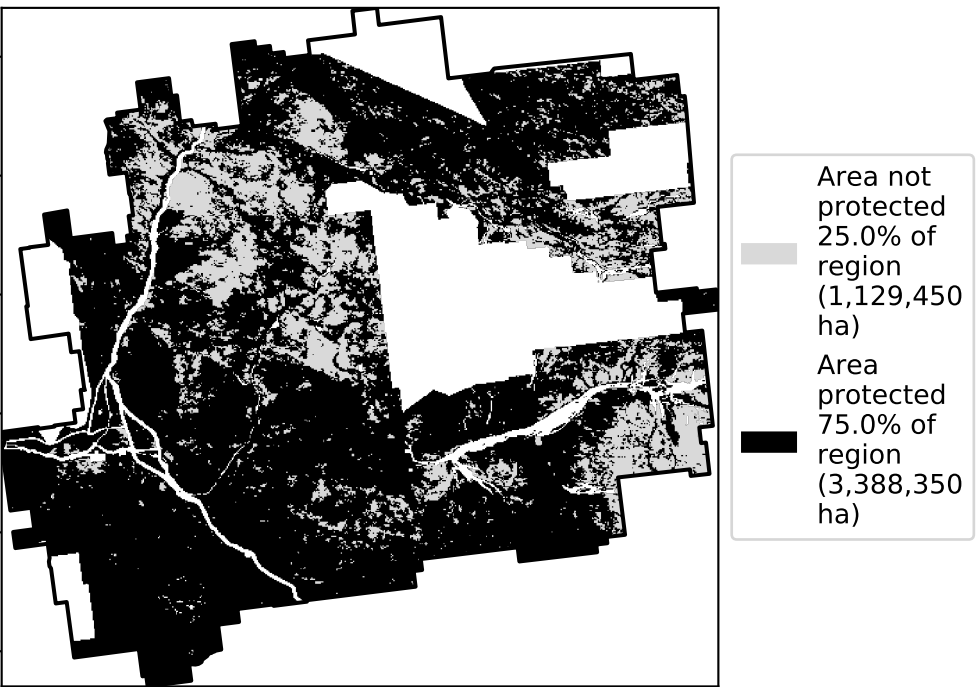 Area not
protected
25.0% of
region
(1,129,450
ha)
Area
protected
75.0% of
region
(3,388,350
ha)